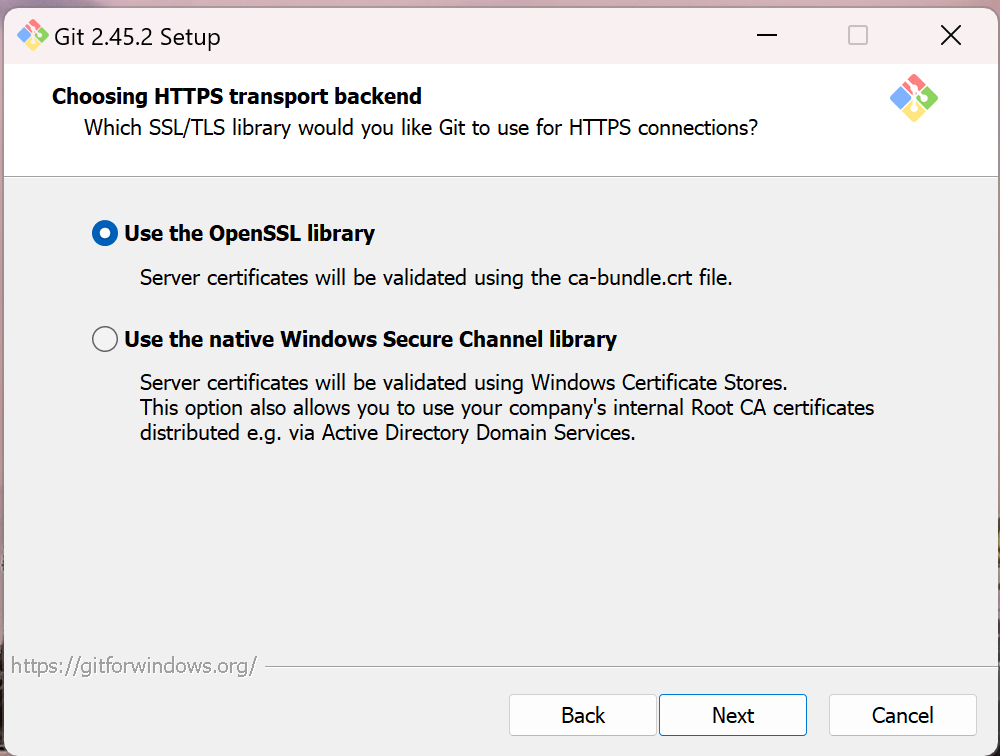 Git 2.45.2 Setup
Choosing HTTPS transport backend
Which SSL/TLS library would you like Git to use for HTTPS connections?
Use the OpenSSL library
Server certificates will be validated using the ca-bundle.crt file.
Use the native Windows Secure Channel library
Server certificates will be validated using Windows Certificate Stores.
This option also allows you to use your company's internal Root CA certificates
distributed e.g. via Active Directory Domain Services.
https://gitforwindows.org/
Back Next Cancel